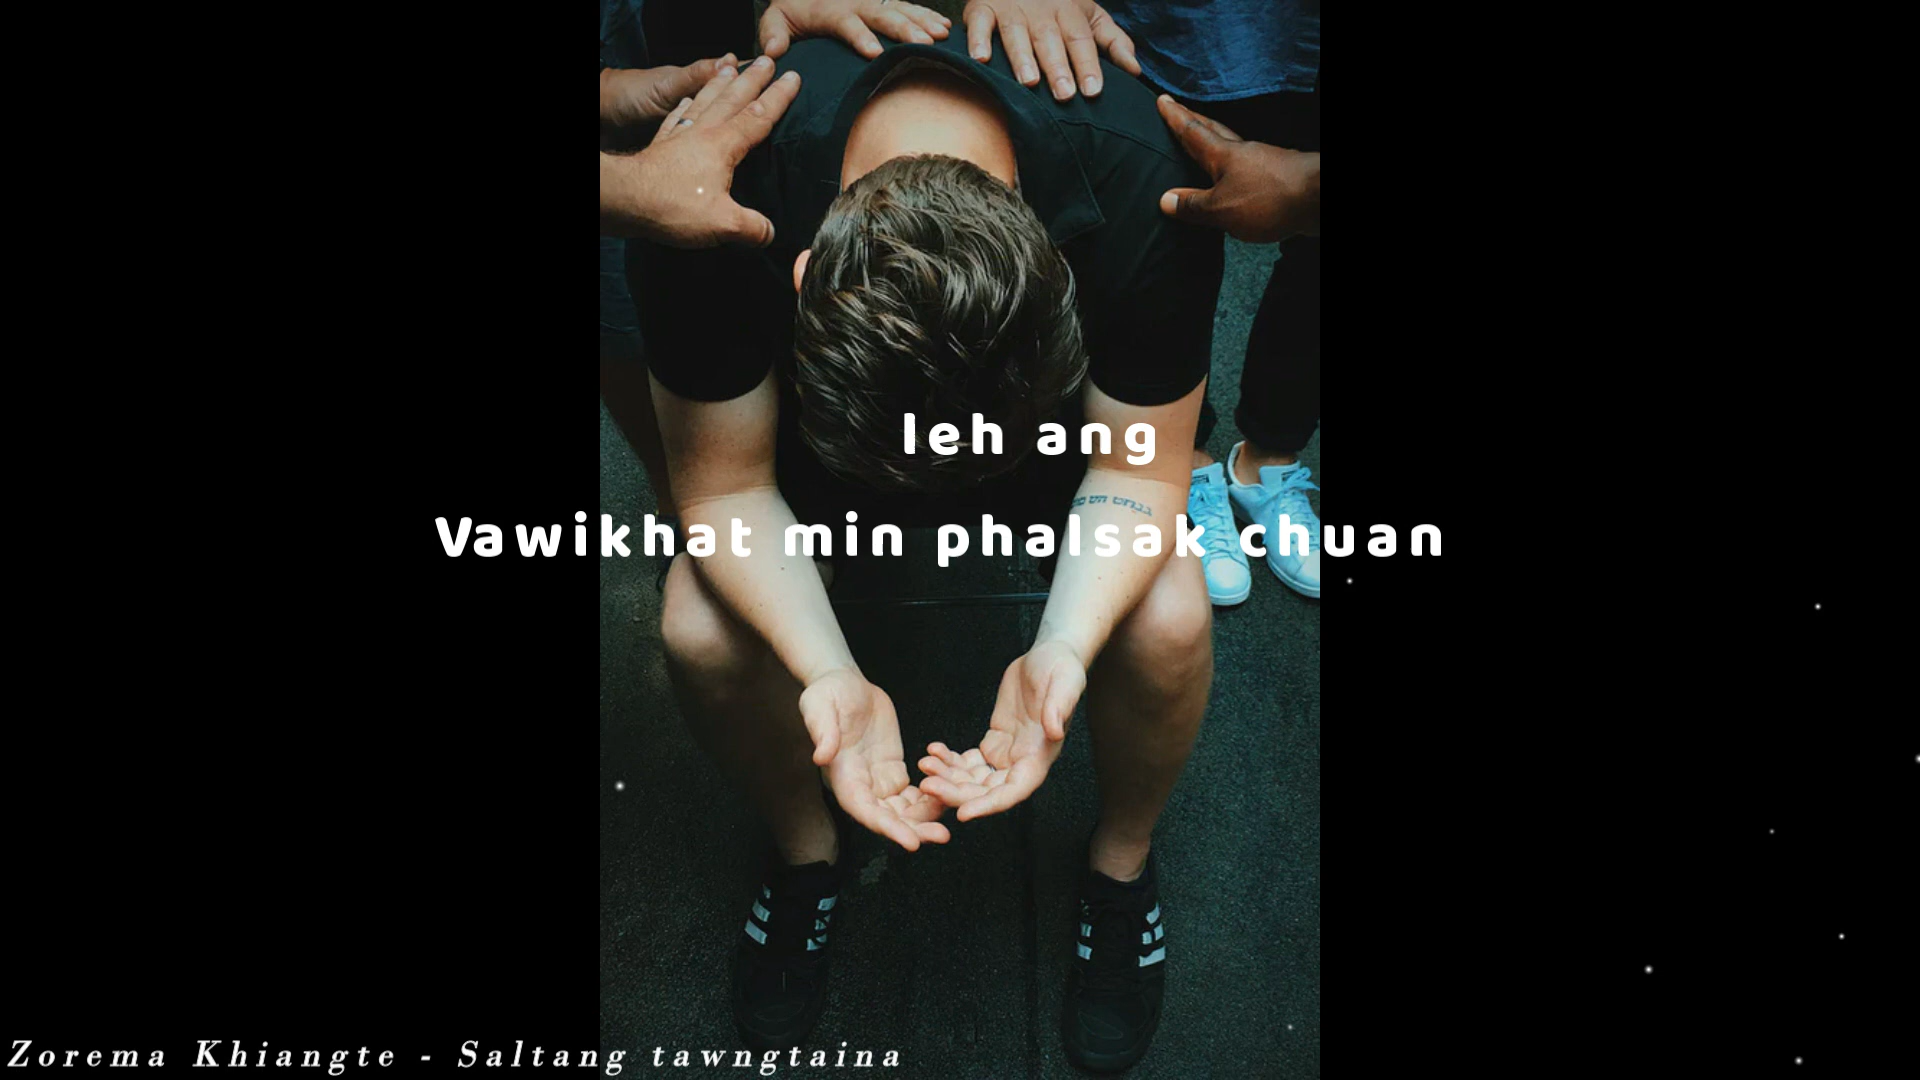 leh ang
Vawikhat min phalsak chuan
Zorema Khiangte - Saltang tawngtaina